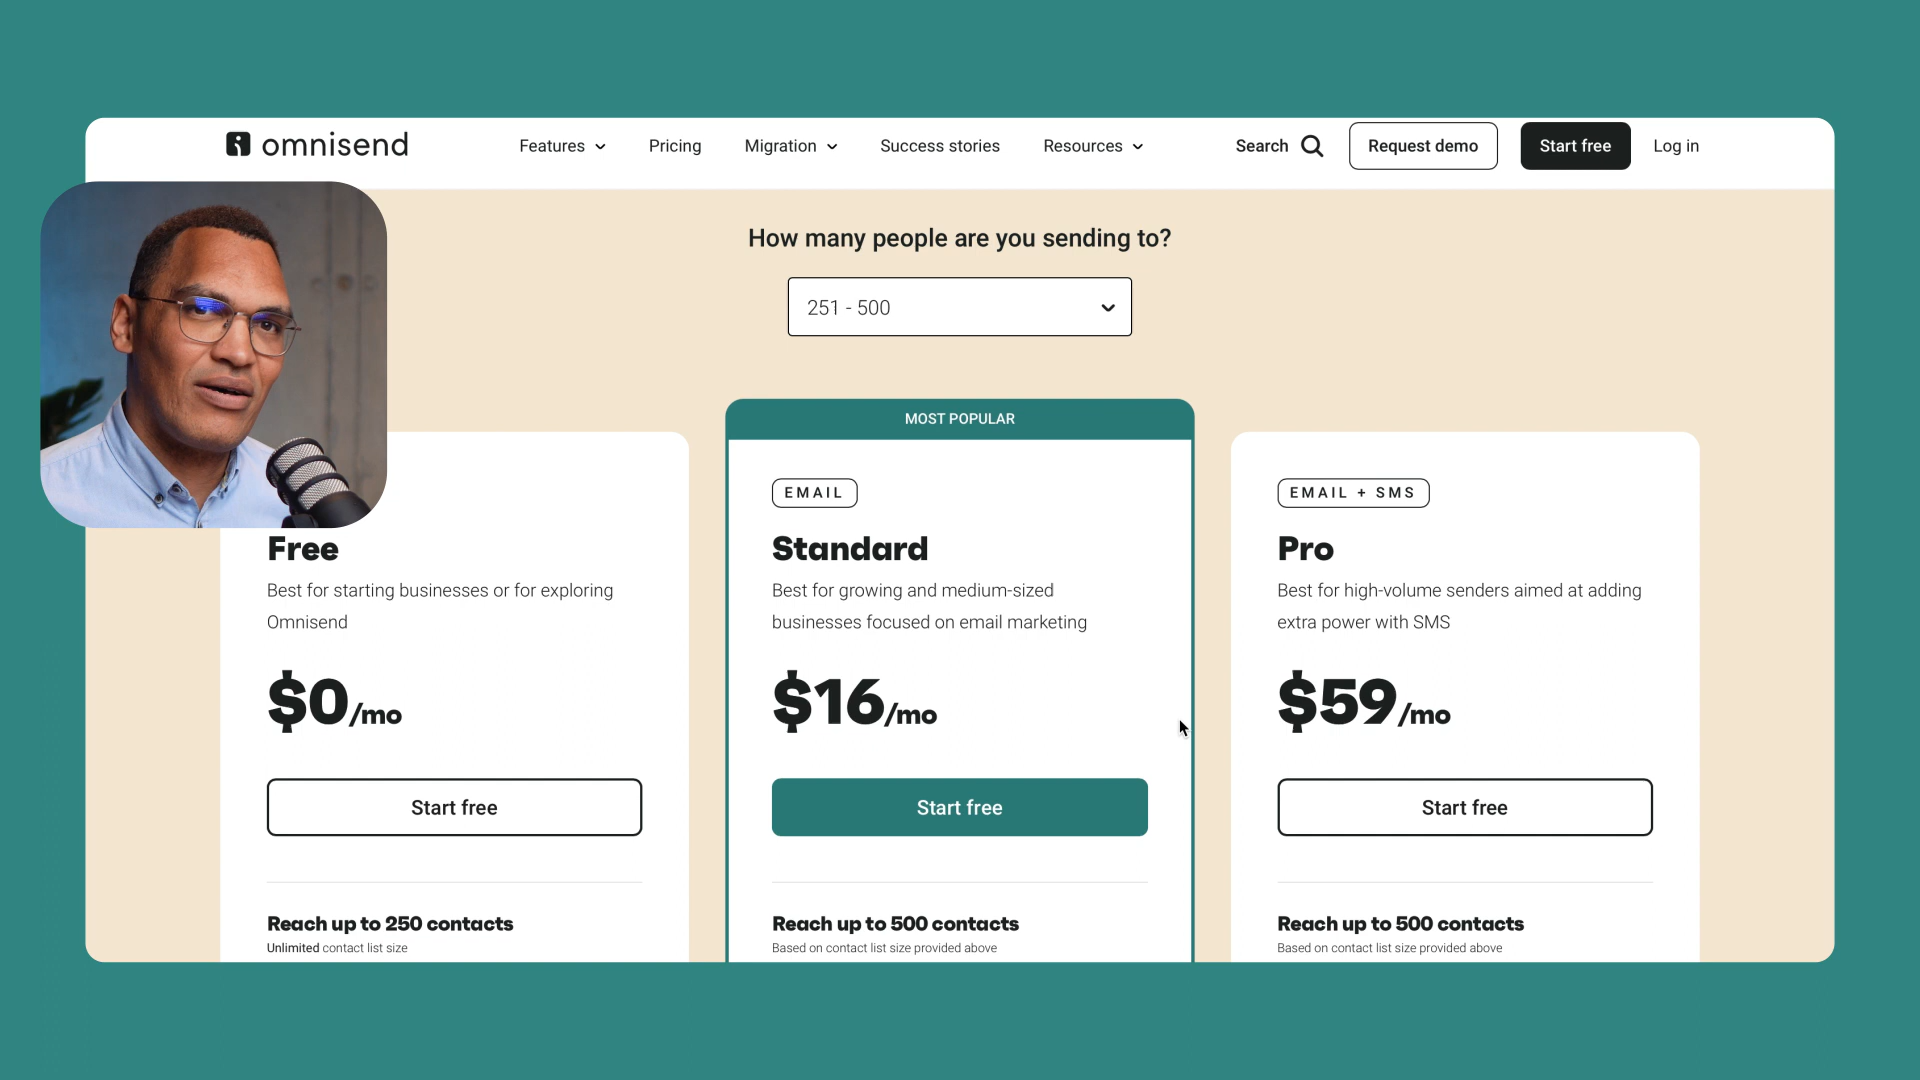 omnisend
Features
Pricing
Migration
Success stories
Resources
Search
Request demo
Start free
Log in
How many people are you sending to?
251 - 500
MOST POPULAR
EMAIL
EMAIL + SMS
Free
Best for starting businesses or for exploring
Omnisend
$0/mo
Start free
Reach up to 250 contacts
Unlimited contact list size
Standard
Best for growing and medium-sized
businesses focused on email marketing
$16/mo
Start free
Reach up to 500 contacts
Based on contact list size provided above
Pro
Best for high-volume senders aimed at adding
extra power with SMS
$59/mo
Start free
Reach up to 500 contacts
Based on contact list size provided above